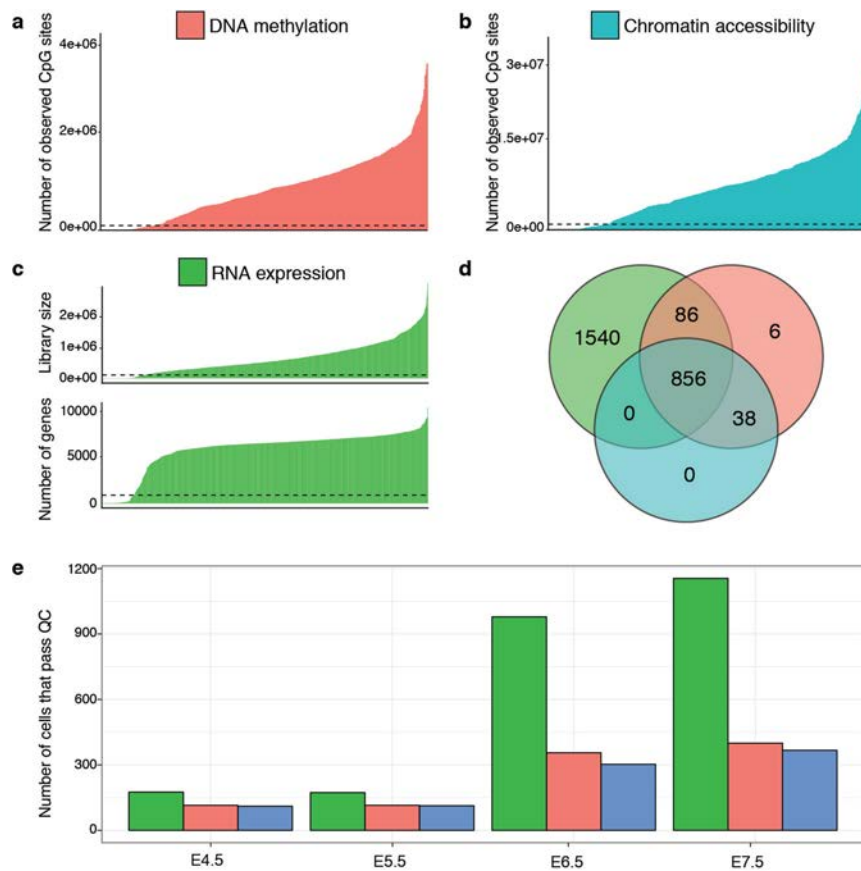 a
DNA methylation
Number of observed CpG sites
4e+06
2e+06
0e+00
b
Chromatin accessibility
Number of observed CpG sites
3e+07
1.5e+07
0e+00
c
RNA expression
Library size
2e+06
1e+06
0e+00
Number of genes
10000
5000
0
d
1540
86
6
856
0
38
0
e
Number of cells that pass QC
1200
900
600
300
0
E4.5
E5.5
E6.5
E7.5